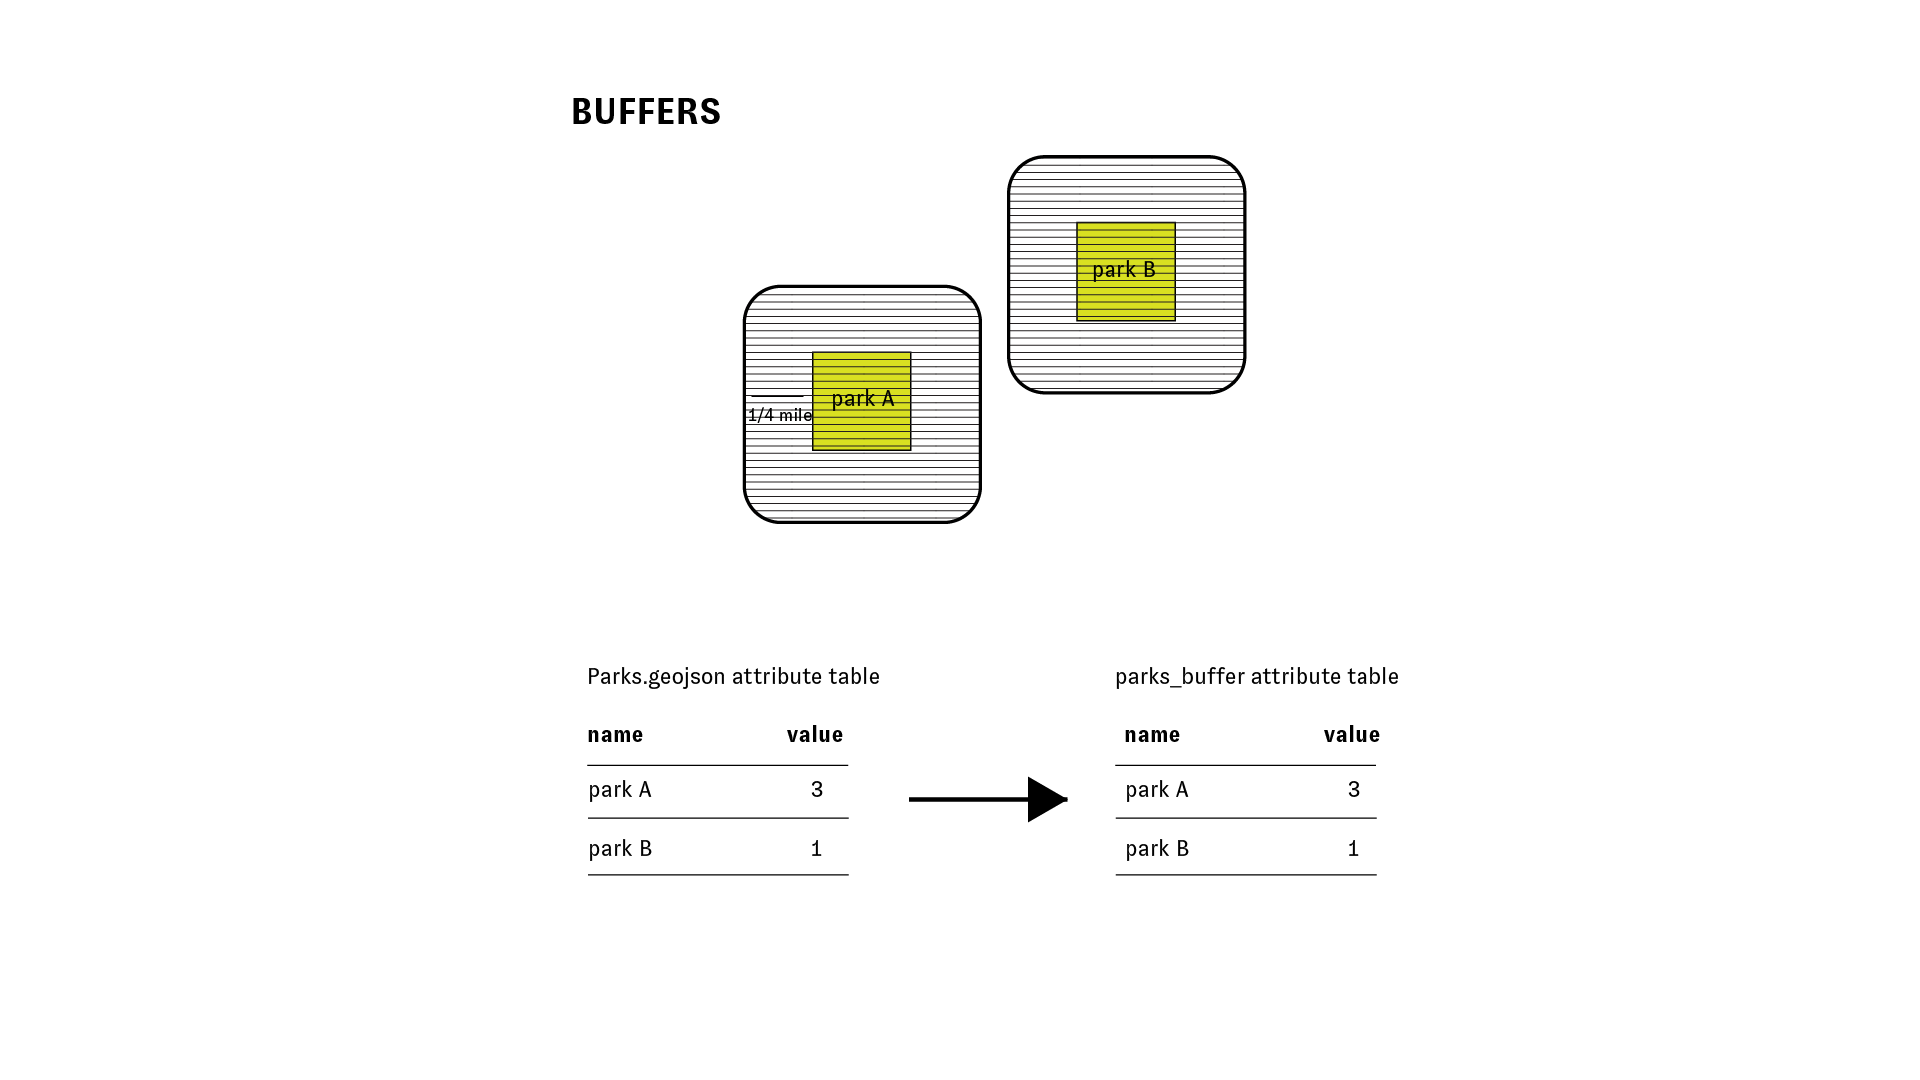 BUFFERS
park B
park A
1/4 mile
Parks.geojson attribute table
name value
park A 3
park B 1
parks_buffer attribute table
name value
park A 3
park B 1